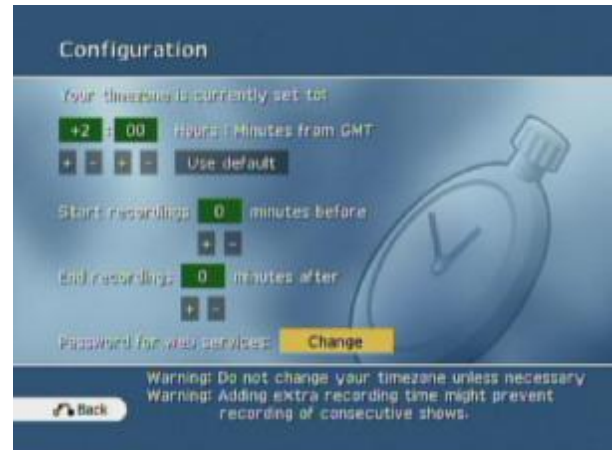 Configuration
Your timezone is currently set to:
+2 : 00 Hours : Minutes from GMT
+ - + - Use default
Start recordings 0 minutes before
+ -
End recordings 0 minutes after
+ -
Password for web services: Change
Warning: Do not change your timezone unless necessary
Warning: Adding extra recording time might prevent
recording of consecutive shows.
Back